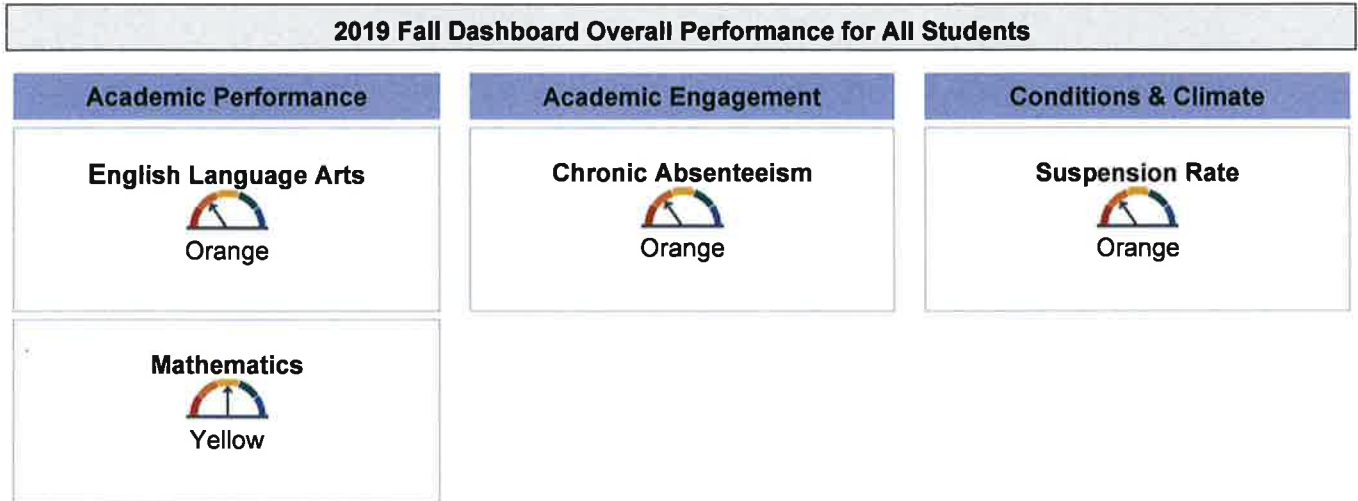 2019 Fall Dashboard Overall Performance for All Students
Academic Performance
English Language Arts
Orange
Mathematics
Yellow
Academic Engagement
Chronic Absenteeism
Orange
Conditions & Climate
Suspension Rate
Orange